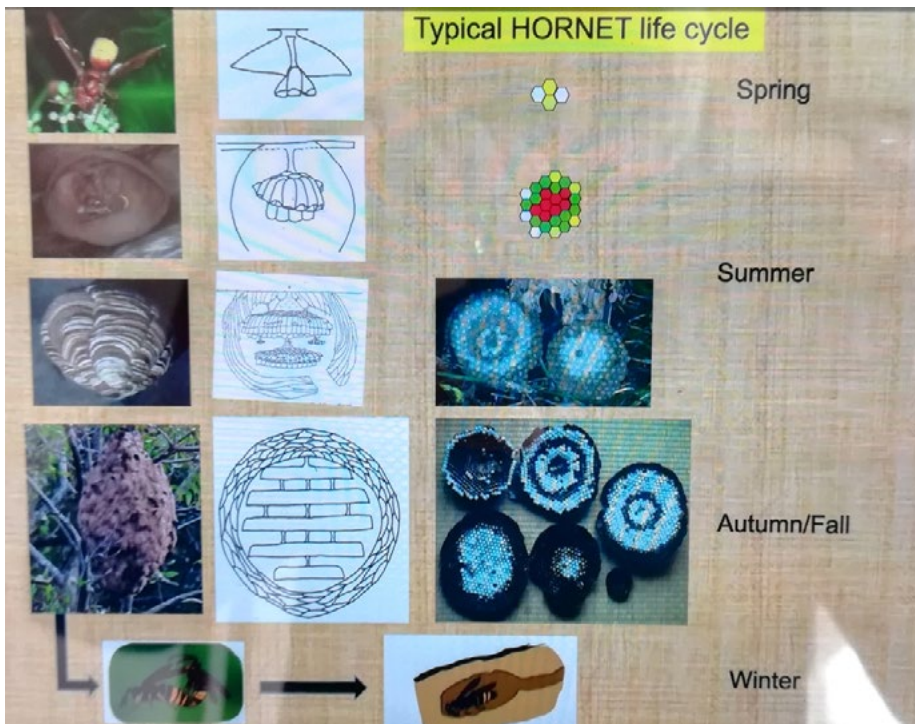 Typical HORNET life cycle
Spring
Summer
Autumn/Fall
Winter